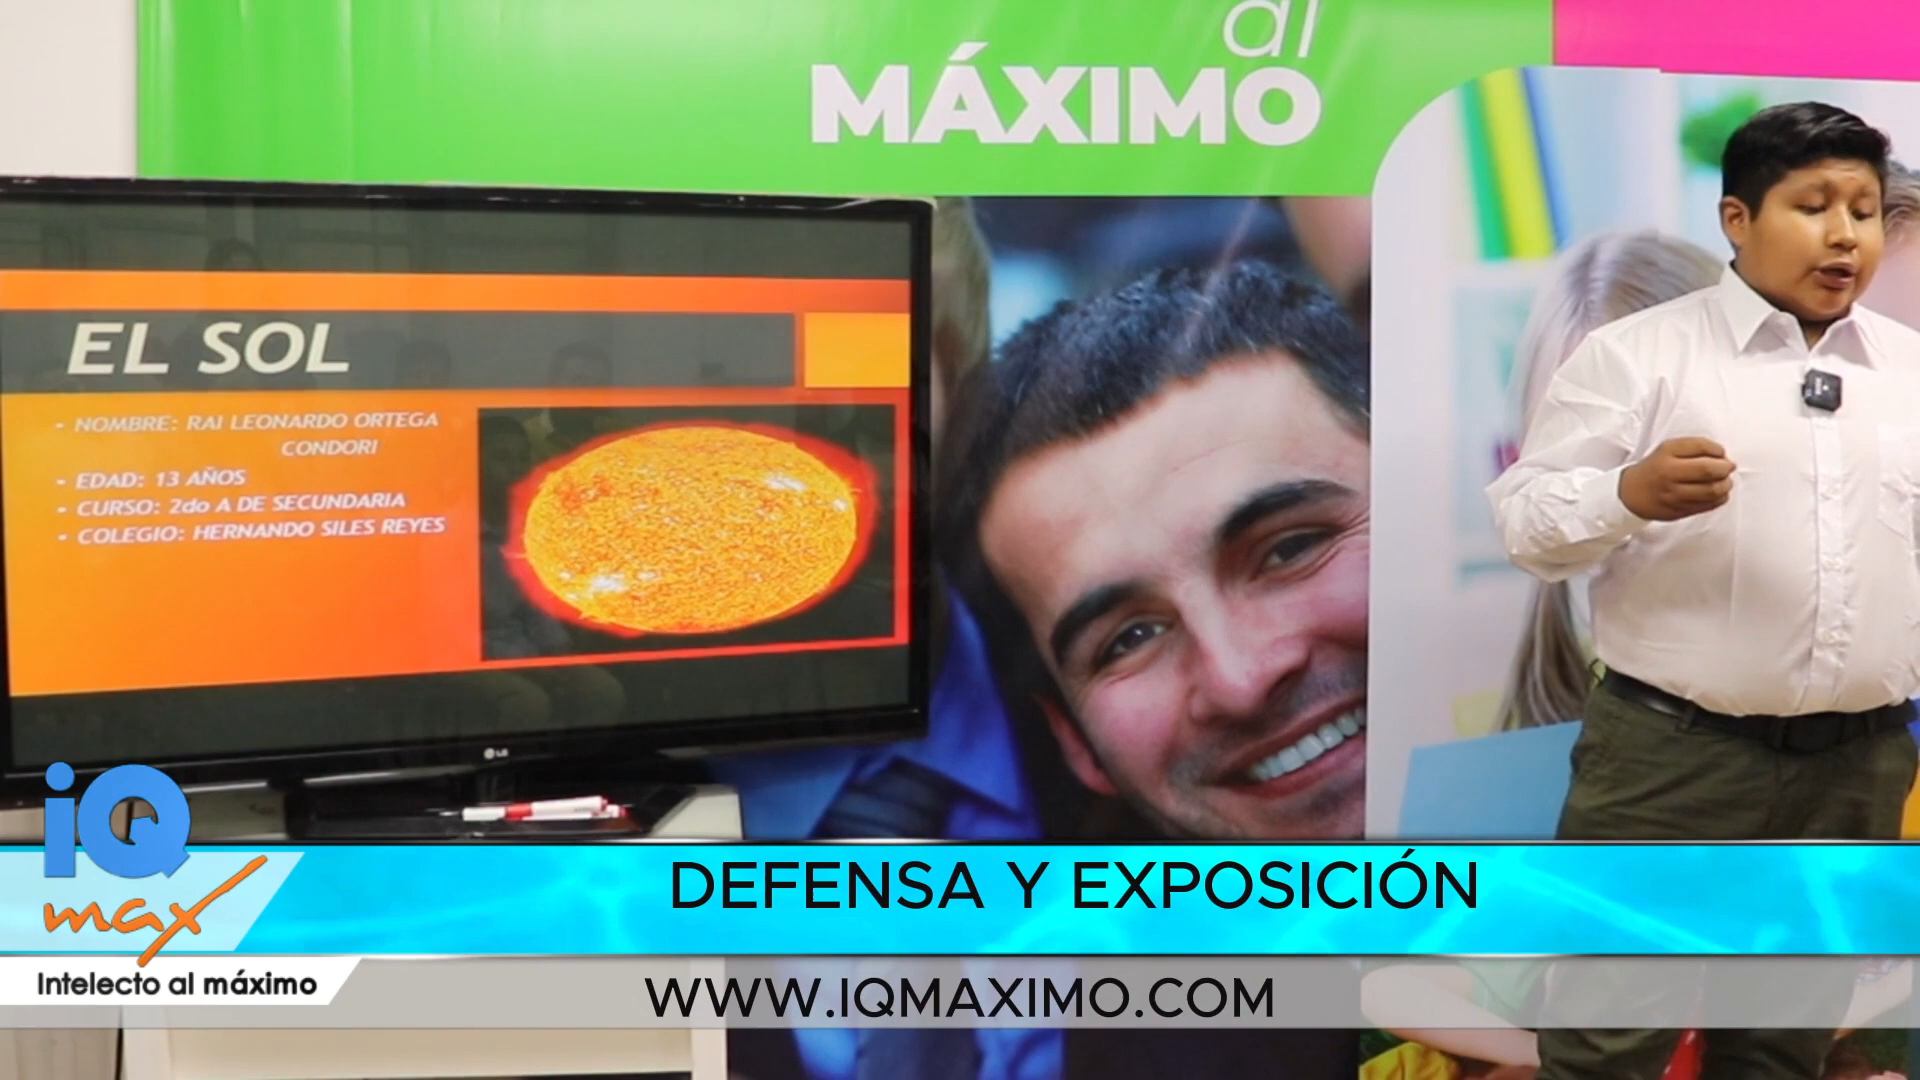 al
MÁXIMO
EL SOL
- NOMBRE: RAI LEONARDO ORTEGA
CONDORI
- EDAD: 13 AÑOS
- CURSO: 2do A DE SECUNDARIA
- COLEGIO: HERNANDO SILES REYES
LG
iQ
max
Intelecto al máximo
DEFENSA Y EXPOSICIÓN
WWW.IQMAXIMO.COM